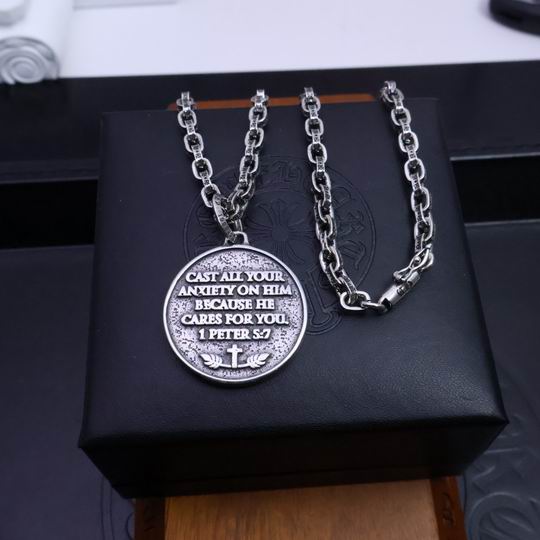 CAST ALL YOUR
ANXIETY ON HIM
BECAUSE HE
CARES FOR YOU.
1 PETER 5:7